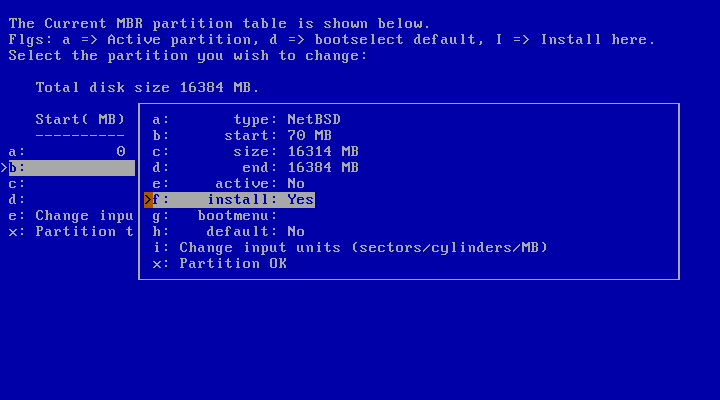 The Current MBR partition table is shown below.
Flgs: a => Active partition, d => bootselect default, I => Install here.
Select the partition you wish to change:
Total disk size 16384 MB.
Start( MB)
----------
a: 0
>b:
c:
d:
e: Change inpu
x: Partition t
a: type: NetBSD
b: start: 70 MB
c: size: 16314 MB
d: end: 16384 MB
e: active: No
>f: install: Yes
g: bootmenu:
h: default: No
i: Change input units (sectors/cylinders/MB)
x: Partition OK